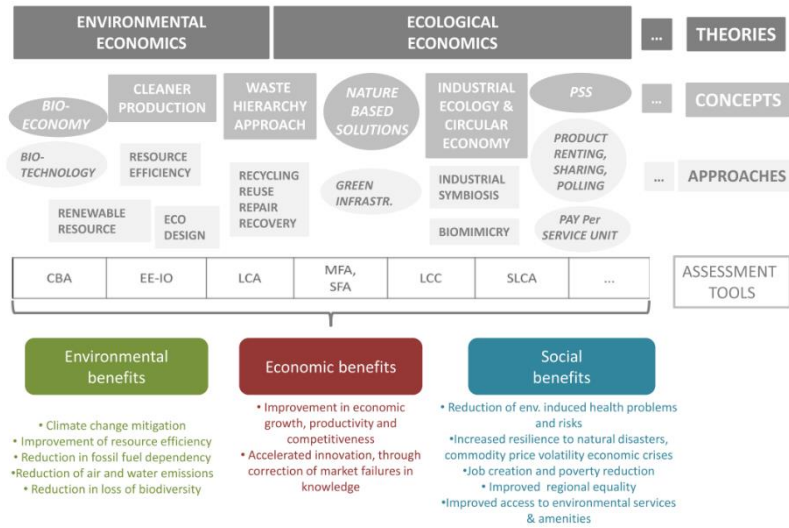 ENVIRONMENTAL
ECONOMICS
ECOLOGICAL
ECONOMICS
...
THEORIES
BIO-
ECONOMY
CLEANER
PRODUCTION
WASTE
HIERARCHY
APPROACH
NATURE
BASED
SOLUTIONS
INDUSTRIAL
ECOLOGY &
CIRCULAR
ECONOMY
PSS
...
CONCEPTS
BIO-
TECHNOLOGY
RESOURCE
EFFICIENCY
RENEWABLE
RESOURCE
ECO
DESIGN
RECYCLING
REUSE
REPAIR
RECOVERY
GREEN
INFRASTR.
INDUSTRIAL
SYMBIOSIS
BIOMIMICRY
PRODUCT
RENTING,
SHARING,
POLLING
PAY Per
SERVICE UNIT
...
APPROACHES
CBA
EE-IO
LCA
MFA,
SFA
LCC
SLCA
...
ASSESSMENT
TOOLS
Environmental
benefits
• Climate change mitigation
• Improvement of resource efficiency
• Reduction in fossil fuel dependency
•Reduction of air and water emissions
• Reduction in loss of biodiversity
Economic benefits
• Improvement in economic
growth, productivity and
competitiveness
• Accelerated innovation, through
correction of market failures in
knowledge
Social
benefits
• Reduction of env. induced health problems
and risks
•Increased resilience to natural disasters,
commodity price volatility economic crises
• Job creation and poverty reduction
• Improved regional equality
•Improved access to environmental services
& amenities